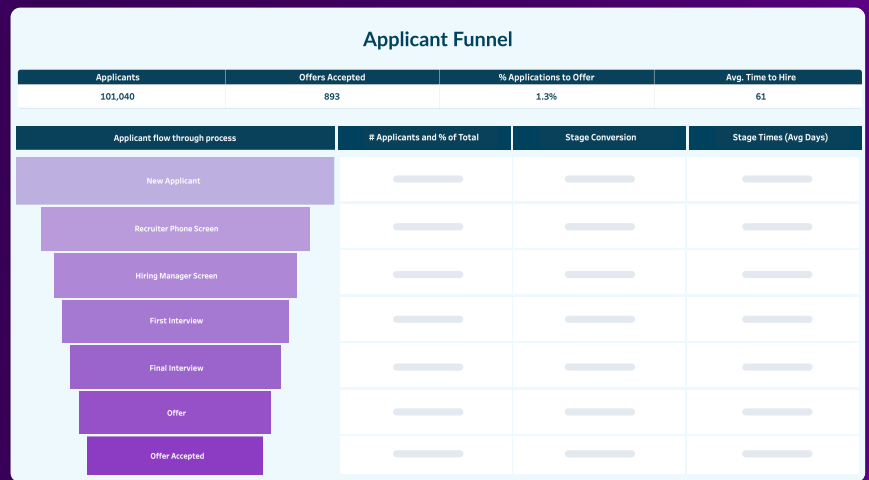 Applicant Funnel
Applicants Offers Accepted % Applications to Offer Avg. Time to Hire
101,040 893 1.3% 61
Applicant flow through process # Applicants and % of Total Stage Conversion Stage Times (Avg Days)
New Applicant
Recruiter Phone Screen
Hiring Manager Screen
First Interview
Final Interview
Offer
Offer Accepted